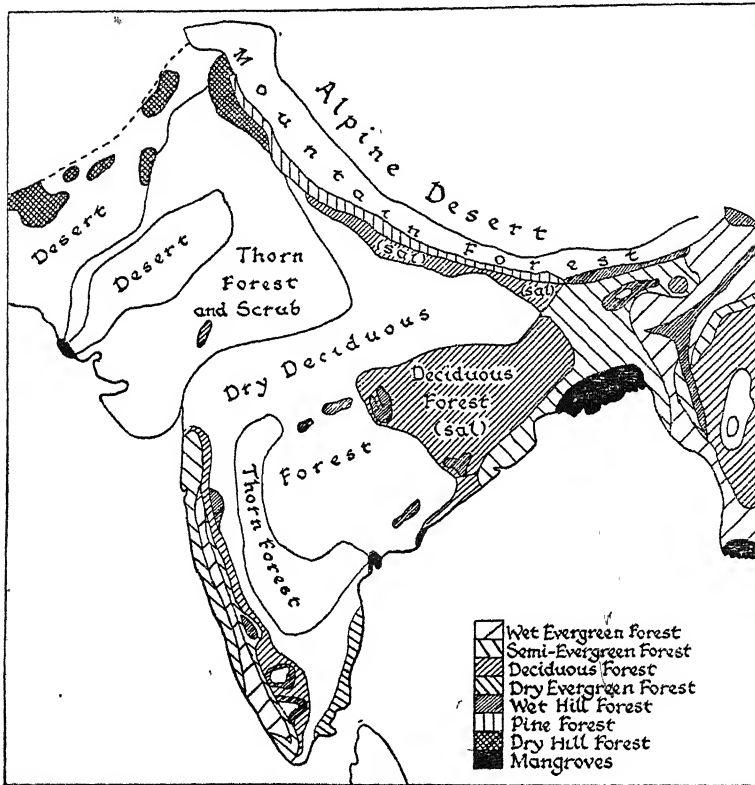 Mountain Forest
Alpine Desert
Desert
Desert
Thorn
Forest
and Scrub
(sal)
(sal)
Dry Deciduous
Forest
Deciduous
Forest
(sal)
Thorn Forest
Wet Evergreen Forest
Semi-Evergreen Forest
Deciduous Forest
Dry Evergreen Forest
Wet Hill Forest
Pine Forest
Dry Hill Forest
Mangroves